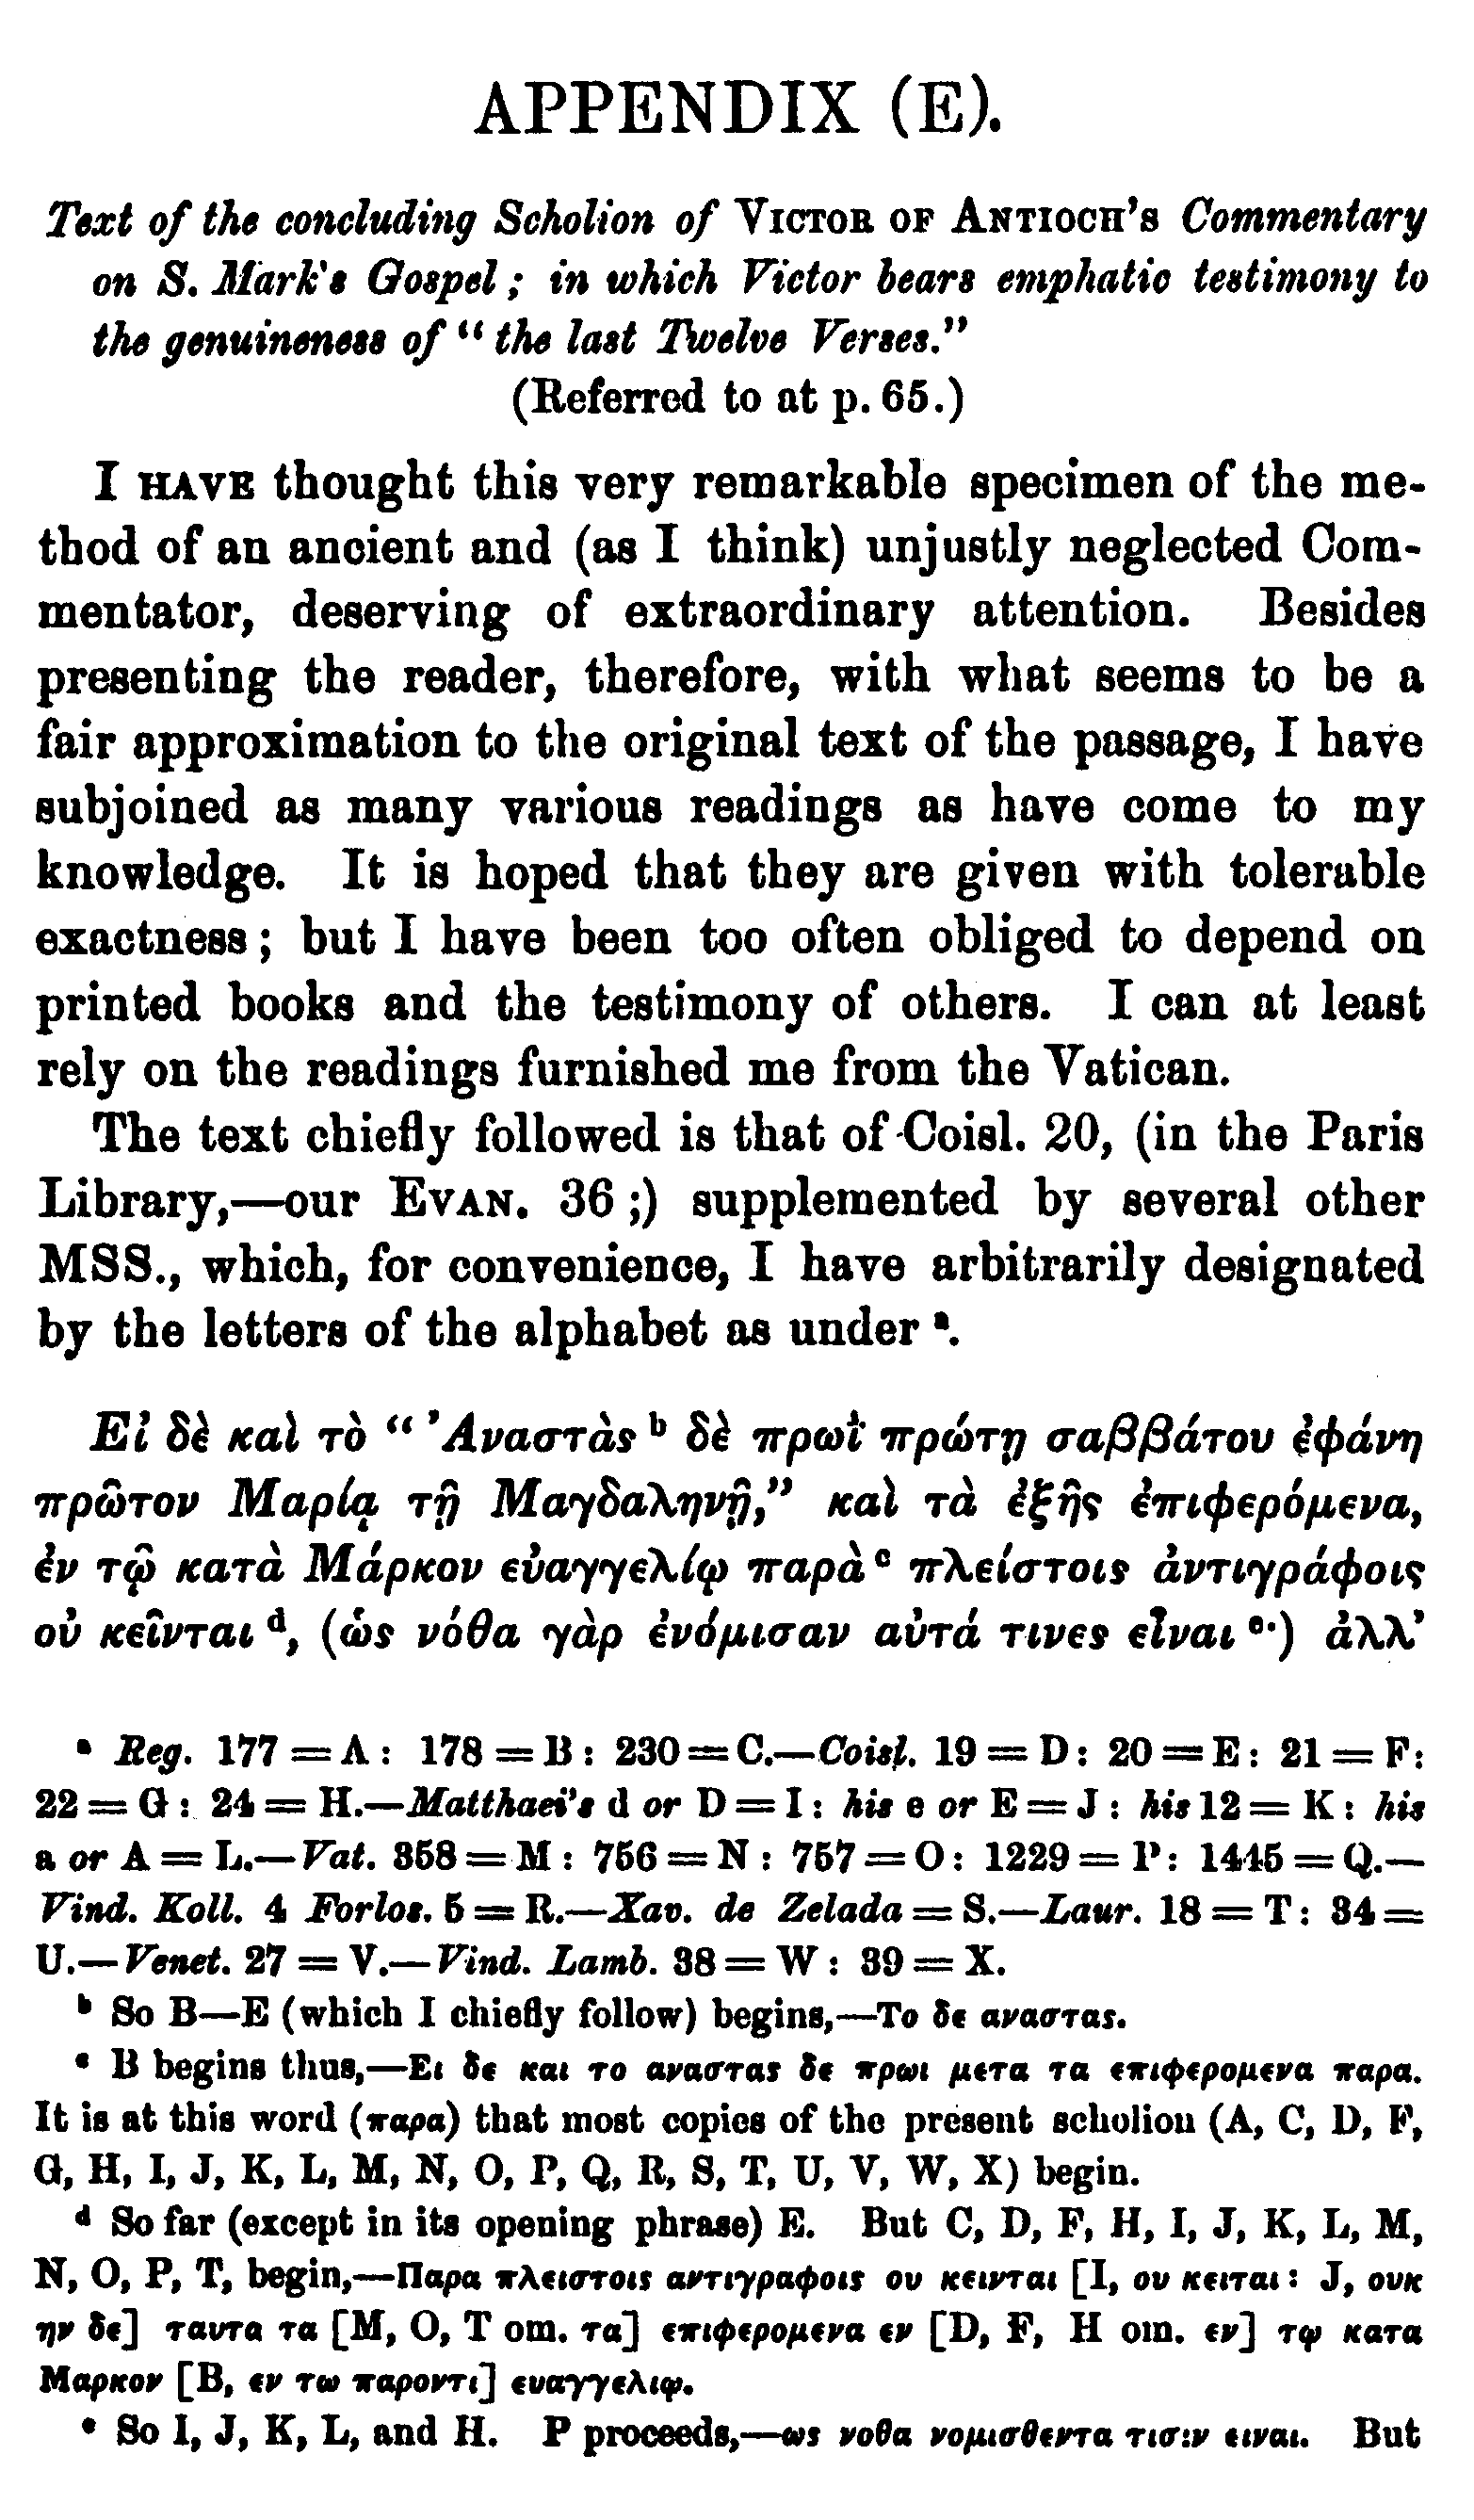 APPENDIX (E).
Text of the concluding Scholion of VICTOR OF ANTIOCH'S Commentary
on S. Mark's Gospel; in which Victor bears emphatic testimony to
the genuineness of “the last Twelve Verses.”
(Referred to at p. 65.)
I HAVE thought this very remarkable specimen of the me-
thod of an ancient and (as I think) unjustly neglected Com-
mentator, deserving of extraordinary attention. Besides
presenting the reader, therefore, with what seems to be a
fair approximation to the original text of the passage, I have
subjoined as many various readings as have come to my
knowledge. It is hoped that they are given with tolerable
exactness; but I have been too often obliged to depend on
printed books and the testimony of others. I can at least
rely on the readings furnished me from the Vatican.
The text chiefly followed is that of Coisl. 20, (in the Paris
Library,—our EVAN. 36;) supplemented by several other
MSS., which, for convenience, I have arbitrarily designated
by the letters of the alphabet as under ª.
Εἰ δὲ καὶ τὸ “ Ἀναστὰς ᵇ δὲ πρωῒ πρώτῃ σαββάτου ἐφάνη
πρῶτον Μαρίᾳ τῇ Μαγδαληνῇ,” καὶ τὰ ἑξῆς ἐπιφερόμενα,
ἐν τῷ κατὰ Μάρκον εὐαγγελίῳ παρὰ ᶜ πλείστοις ἀντιγράφοις
οὐ κεῖνται ᵈ, (ὡς νόθα γὰρ ἐνόμισαν αὐτά τινες εἶναι ᵉ·) ἀλλ’
ª Reg. 177 = A: 178 = B: 230 = C.—Coisl. 19 = D: 20 = E: 21 = F:
22 = G: 24 = H.—Matthaei's d or D = I: his e or E = J: his 12 = K: his
a or A = L.—Vat. 358 = M: 756 = N: 757 = O: 1229 = P: 1445 = Q.—
Vind. Koll. 4 Forlos. 5 = R.—Xav. de Zelada = S.—Laur. 18 = T: 34 =
U.—Venet. 27 = V.—Vind. Lamb. 38 = W: 39 = X.
ᵇ So B—E (which I chiefly follow) begins,—Το δε αναστας.
ᶜ B begins thus,—Ει δε και το αναστας δε πρωι μετα τα επιφερομενα παρα.
It is at this word (παρα) that most copies of the present scholion (A, C, D, F,
G, H, I, J, K, L, M, N, O, P, Q, R, S, T, U, V, W, X) begin.
ᵈ So far (except in its opening phrase) E. But C, D, F, H, I, J, K, L, M,
N, O, P, T, begin,—Παρα πλειστοις αντιγραφοις ου κεινται [I, ου κειται: J, ουκ
ην δε] ταυτα τα [M, O, T om. τα] επιφερομενα εν [D, F, H om. εν] τῳ κατα
Μαρκον [B, εν τω παροντι] ευαγγελιῳ.
ᵉ So I, J, K, L, and H. P proceeds,—ως νοθα νομισθεντα τισ:ν ειναι. But